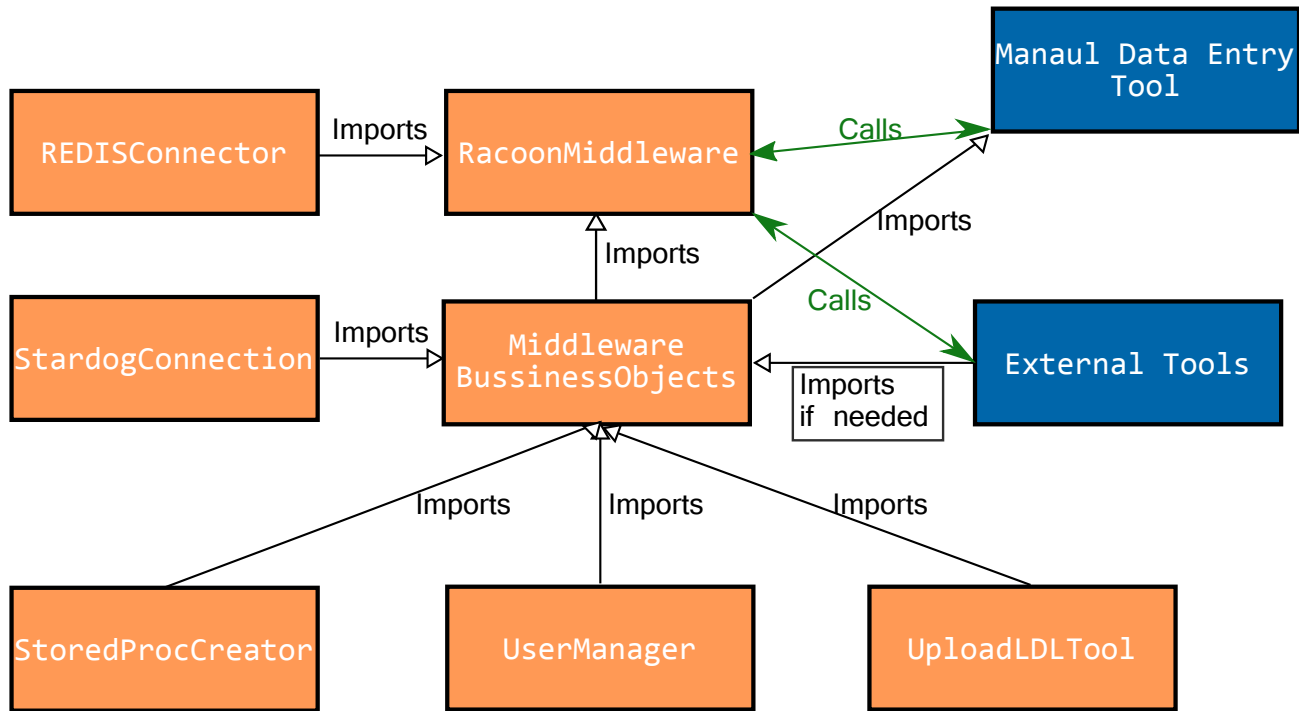 Manaul Data Entry
Tool
Imports
Calls
REDISConnector
RacoonMiddleware
Imports
Imports
Calls
Imports
StardogConnection
Middleware
BussinessObjects
External Tools
Imports
if needed
Imports
Imports
Imports
StoredProcCreator
UserManager
UploadLDLTool